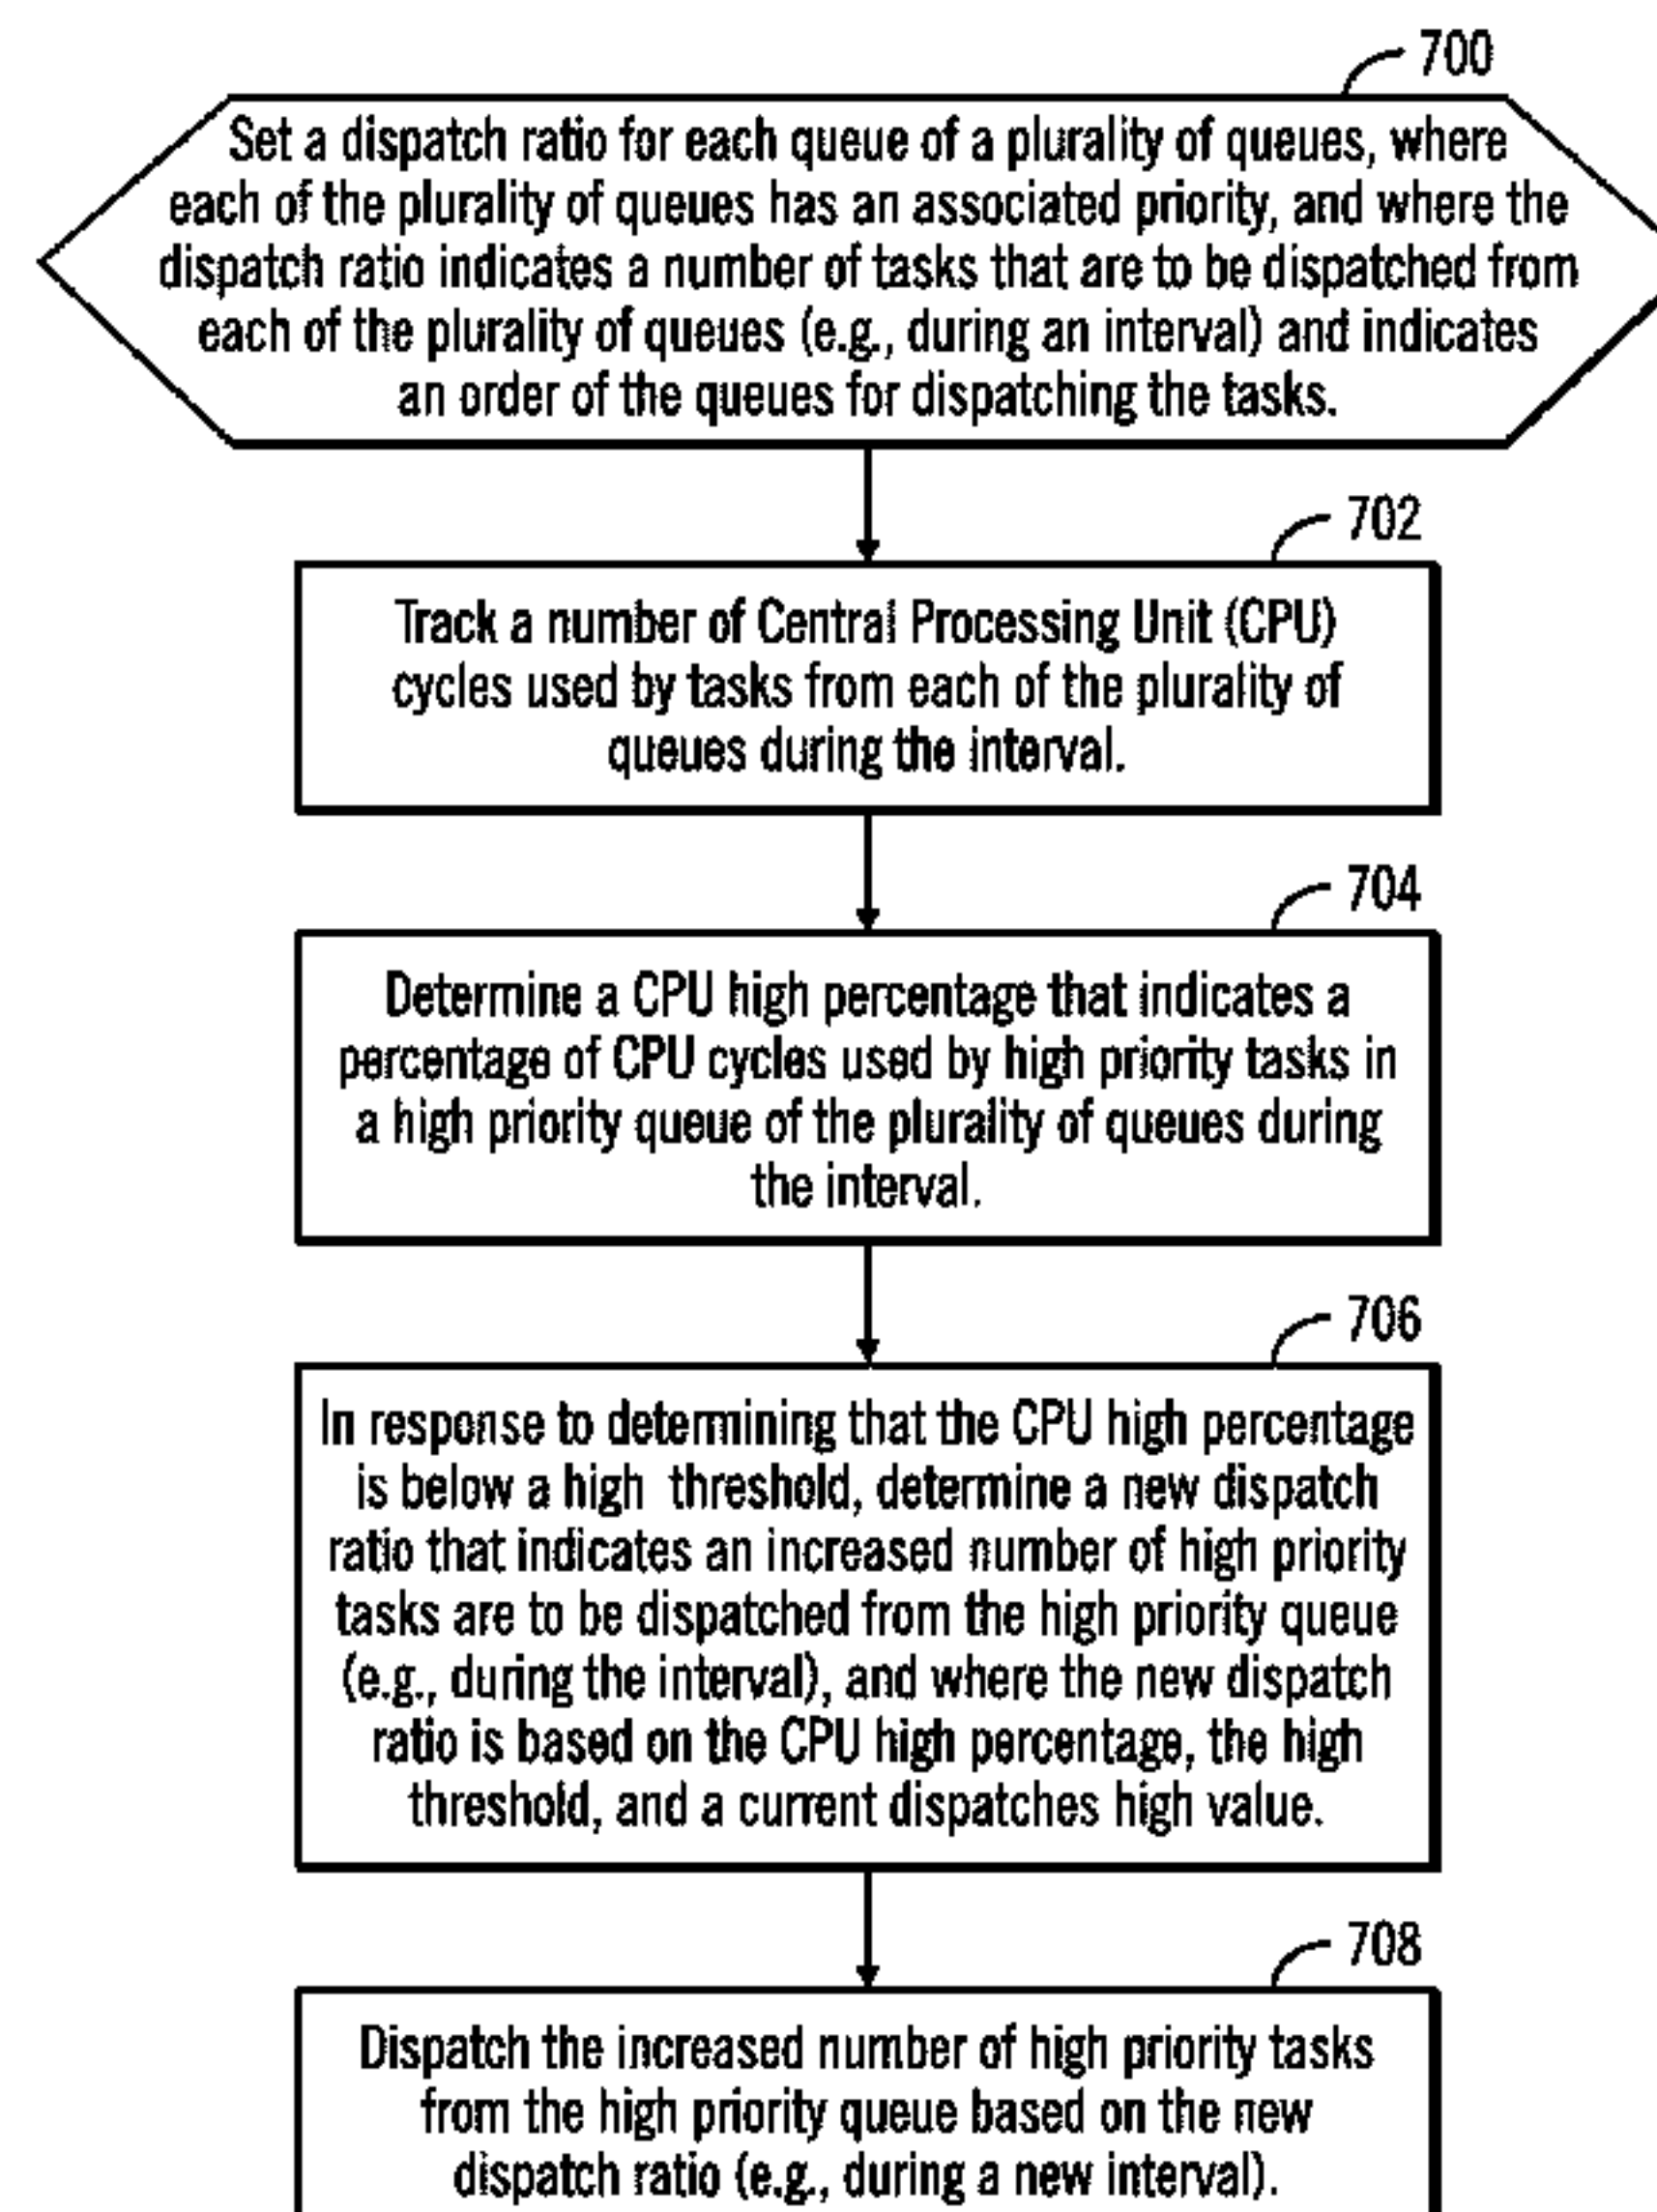 700
Set a dispatch ratio for each queue of a plurality of queues, where
each of the plurality of queues has an associated priority, and where the
dispatch ratio indicates a number of tasks that are to be dispatched from
each of the plurality of queues (e.g., during an interval) and indicates
an order of the queues for dispatching the tasks.
702
Track a number of Central Processing Unit (CPU)
cycles used by tasks from each of the plurality of
queues during the interval.
704
Determine a CPU high percentage that indicates a
percentage of CPU cycles used by high priority tasks in
a high priority queue of the plurality of queues during
the interval.
706
In response to determining that the CPU high percentage
is below a high threshold, determine a new dispatch
ratio that indicates an increased number of high priority
tasks are to be dispatched from the high priority queue
(e.g., during the interval), and where the new dispatch
ratio is based on the CPU high percentage, the high
threshold, and a current dispatches high value.
708
Dispatch the increased number of high priority tasks
from the high priority queue based on the new
dispatch ratio (e.g., during a new interval).